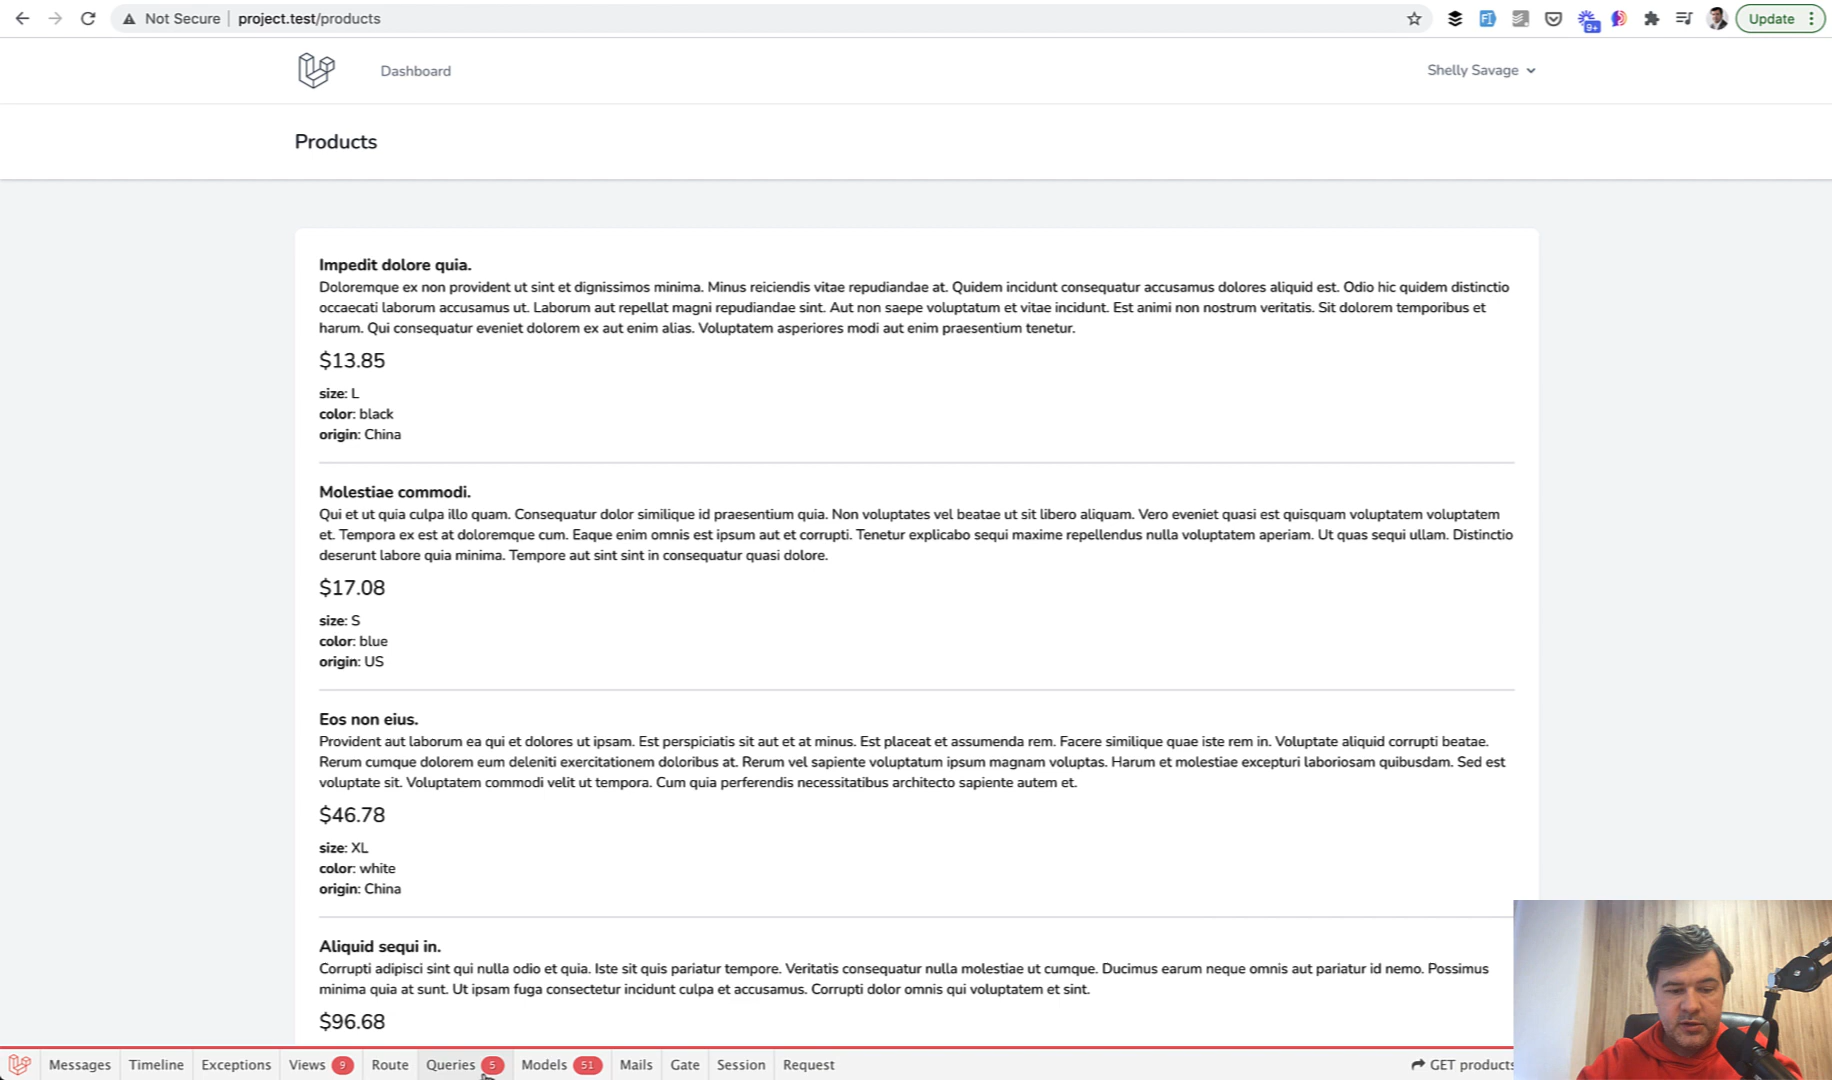 Not Secure | project.test/products
9+
Update
Dashboard
Shelly Savage
Products
Impedit dolore quia.
Doloremque ex non provident ut sint et dignissimos minima. Minus reiciendis vitae repudiandae at. Quidem incidunt consequatur accusamus dolores aliquid est. Odio hic quidem distinctio
occaecati laborum accusamus ut. Laborum aut repellat magni repudiandae sint. Aut non saepe voluptatum et vitae incidunt. Est animi non nostrum veritatis. Sit dolorem temporibus et
harum. Qui consequatur eveniet dolorem ex aut enim alias. Voluptatem asperiores modi aut enim praesentium tenetur.
$13.85
size: L
color: black
origin: China
Molestiae commodi.
Qui et ut quia culpa illo quam. Consequatur dolor similique id praesentium quia. Non voluptates vel beatae ut sit libero aliquam. Vero eveniet quasi est quisquam voluptatem voluptatem
et. Tempora ex est at doloremque cum. Eaque enim omnis est ipsum aut et corrupti. Tenetur explicabo sequi maxime repellendus nulla voluptatem aperiam. Ut quas sequi ullam. Distinctio
deserunt labore quia minima. Tempore aut sint sint in consequatur quasi dolore.
$17.08
size: S
color: blue
origin: US
Eos non eius.
Provident aut laborum ea qui et dolores ut ipsam. Est perspiciatis sit aut et at minus. Est placeat et assumenda rem. Facere similique quae iste rem in. Voluptate aliquid corrupti beatae.
Rerum cumque dolorem eum deleniti exercitationem doloribus at. Rerum vel sapiente voluptatum ipsum magnam voluptas. Harum et molestiae excepturi laboriosam quibusdam. Sed est
voluptate sit. Voluptatem commodi velit ut tempora. Cum quia perferendis necessitatibus architecto sapiente autem et.
$46.78
size: XL
color: white
origin: China
Aliquid sequi in.
Corrupti adipisci sint qui nulla odio et quia. Iste sit quis pariatur tempore. Veritatis consequatur nulla molestiae ut cumque. Ducimus earum neque omnis aut pariatur id nemo. Possimus
minima quia at sunt. Ut ipsam fuga consectetur incidunt culpa et accusamus. Corrupti dolor omnis qui voluptatem et sint.
$96.68
Messages Timeline Exceptions Views 9 Route Queries 5 Models 51 Mails Gate Session Request GET products